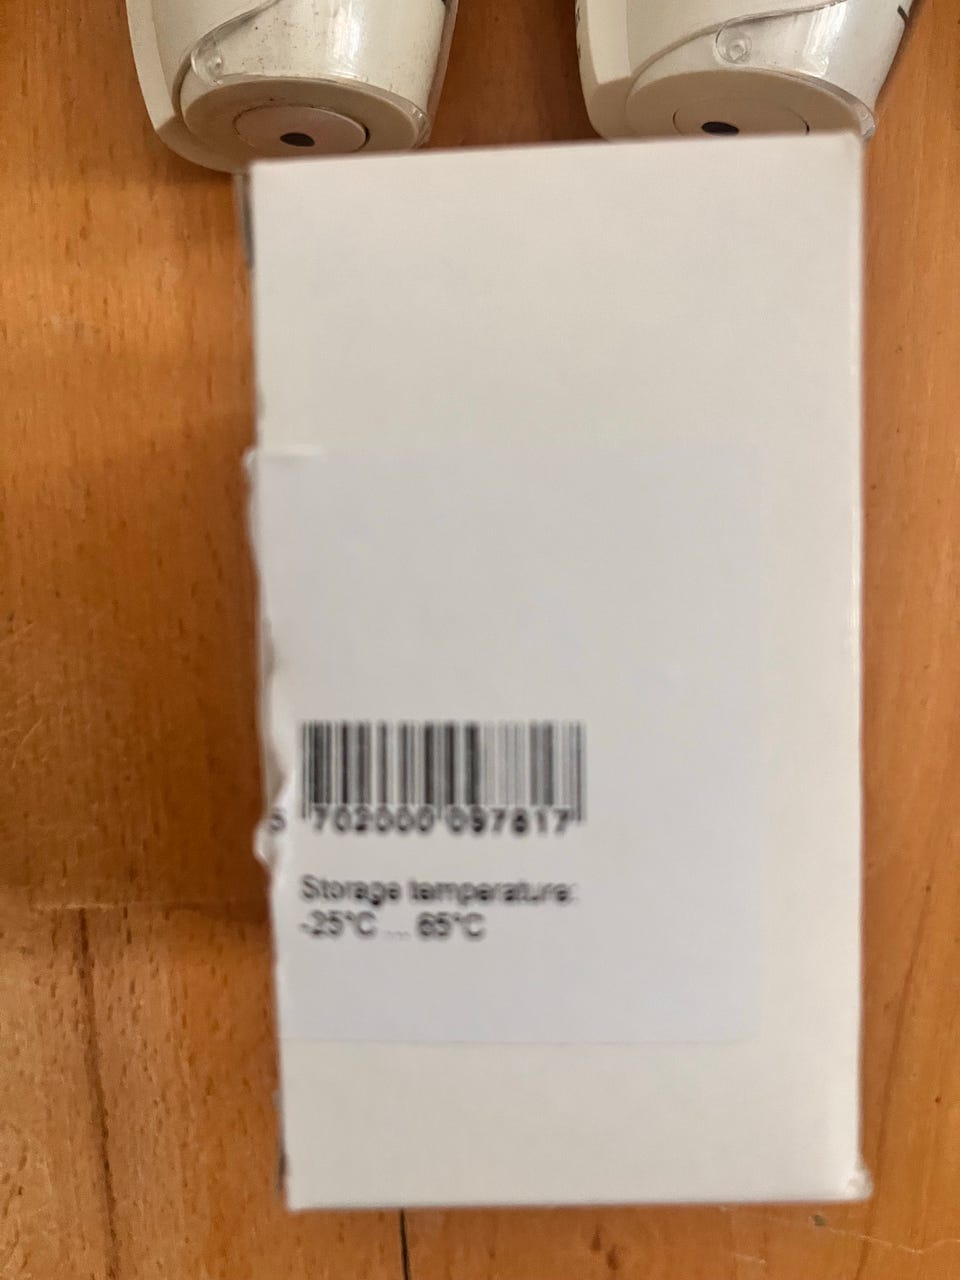 5 702000 097817
Storage temperature:
-25°C ... 65°C